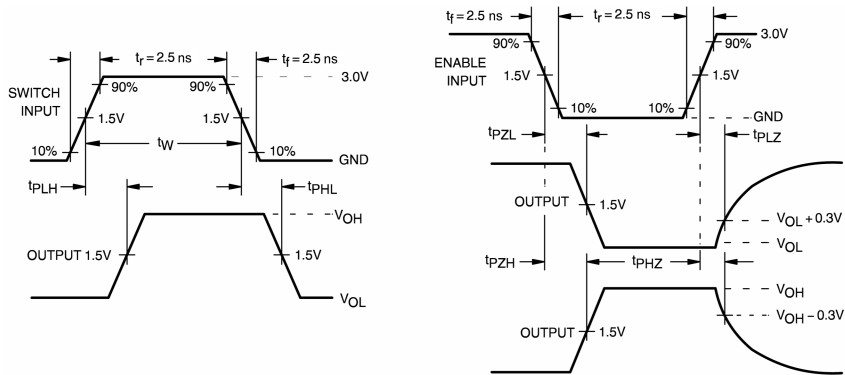 tr = 2.5 ns
tf = 2.5 ns
3.0V
SWITCH
INPUT
90%
90%
1.5V
1.5V
tW
10%
10%
GND
tPLH
tPHL
VOH
OUTPUT 1.5V
1.5V
VOL
tf = 2.5 ns
tr = 2.5 ns
3.0V
90%
90%
ENABLE
INPUT
1.5V
1.5V
10%
10%
GND
tPZL
tPLZ
OUTPUT
1.5V
VOL + 0.3V
VOL
tPZH
tPHZ
VOH
VOH – 0.3V
OUTPUT
1.5V